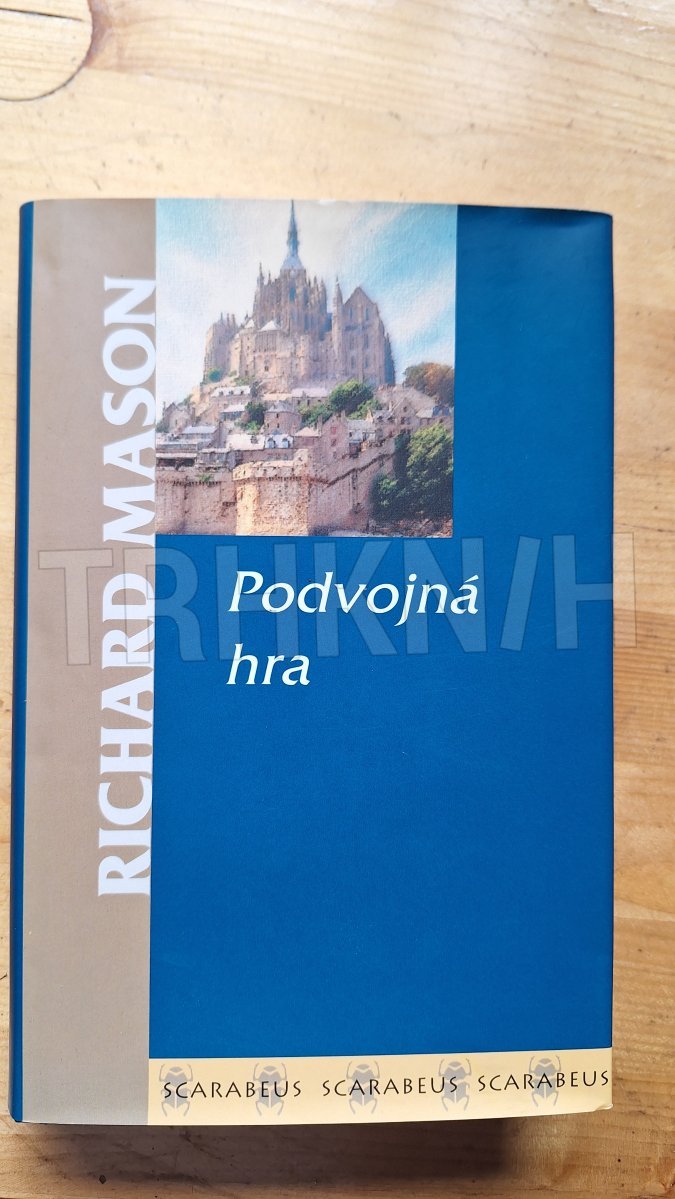 RICHARD MASON
Podvojná
hra
TRHKNIH
SCARABEUS SCARABEUS SCARABEUS